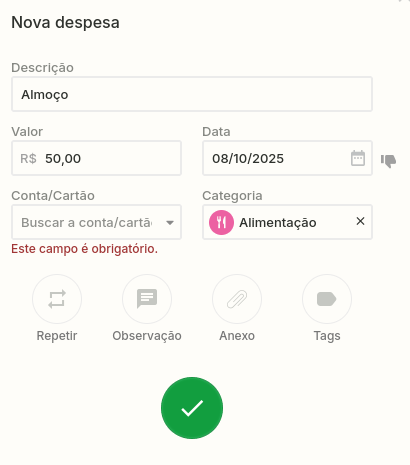 Nova despesa
Descrição
Almoço
Valor
Data
R$ 50,00
08/10/2025
Conta/Cartão
Categoria
Buscar a conta/cartã
Alimentação
Este campo é obrigatório.
Repetir
Observação
Anexo
Tags